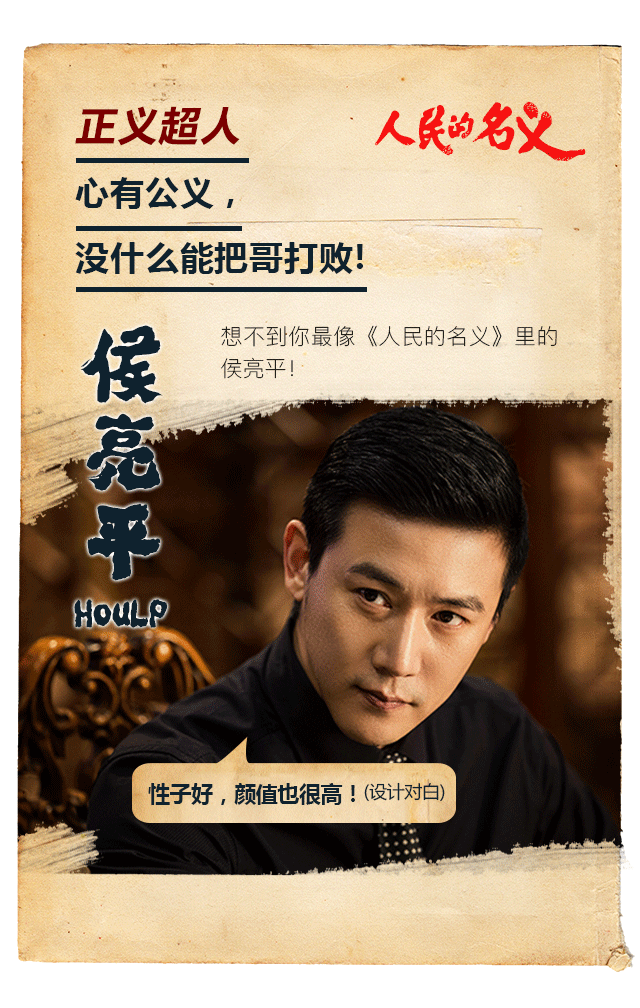 正义超人
人民的名义
心有公义，
没什么能把哥打败!
想不到你最像《人民的名义》里的
侯亮平!
侯亮平
HOULP
性子好，颜值也很高！(设计对白)